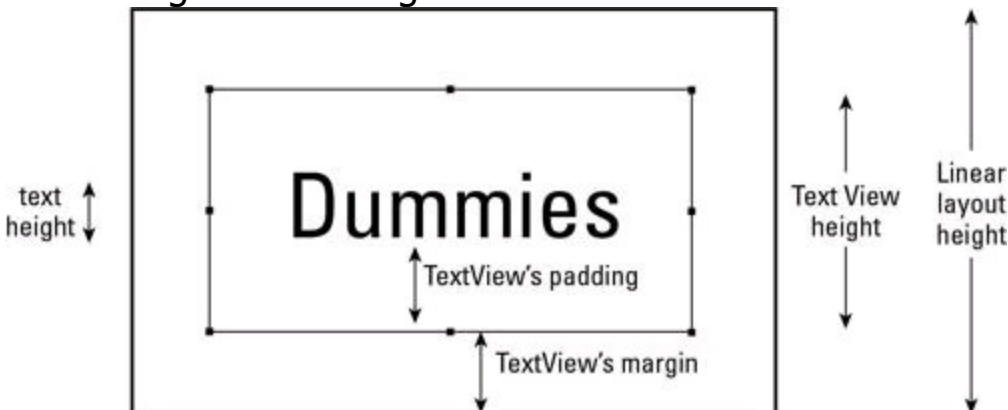 text
height
Dummies
TextView's padding
TextView's margin
Text View
height
Linear
layout
height